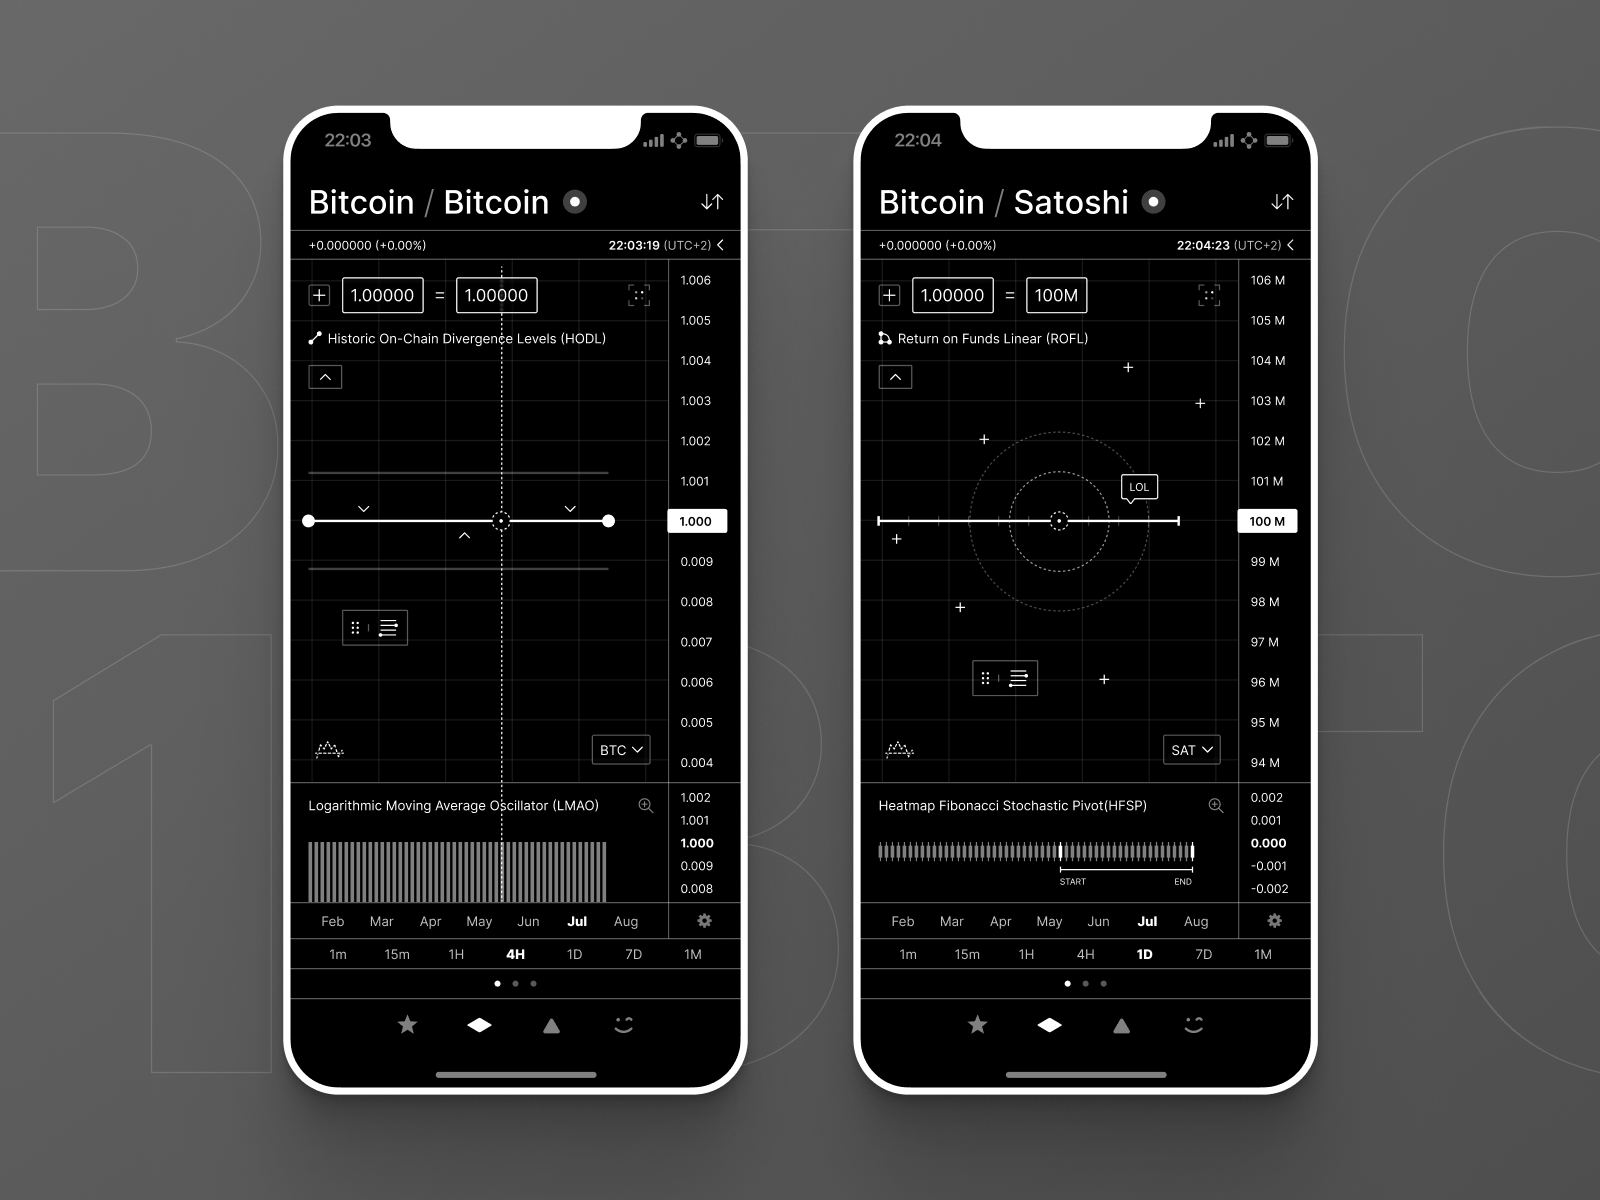 22:03
Bitcoin / Bitcoin
+0.000000 (+0.00%)
22:03:19 (UTC+2)
1.00000 = 1.00000
Historic On-Chain Divergence Levels (HODL)
1.006
1.005
1.004
1.003
1.002
1.001
1.000
0.009
0.008
0.007
0.006
0.005
0.004
BTC
Logarithmic Moving Average Oscillator (LMAO)
1.002
1.001
1.000
0.009
0.008
Feb Mar Apr May Jun Jul Aug
1m 15m 1H 4H 1D 7D 1M
22:04
Bitcoin / Satoshi
+0.000000 (+0.00%)
22:04:23 (UTC+2)
1.00000 = 100M
Return on Funds Linear (ROFL)
LOL
106 M
105 M
104 M
103 M
102 M
101 M
100 M
99 M
98 M
97 M
96 M
95 M
94 M
SAT
Heatmap Fibonacci Stochastic Pivot(HFSP)
START END
0.002
0.001
0.000
-0.001
-0.002
Feb Mar Apr May Jun Jul Aug
1m 15m 1H 4H 1D 7D 1M